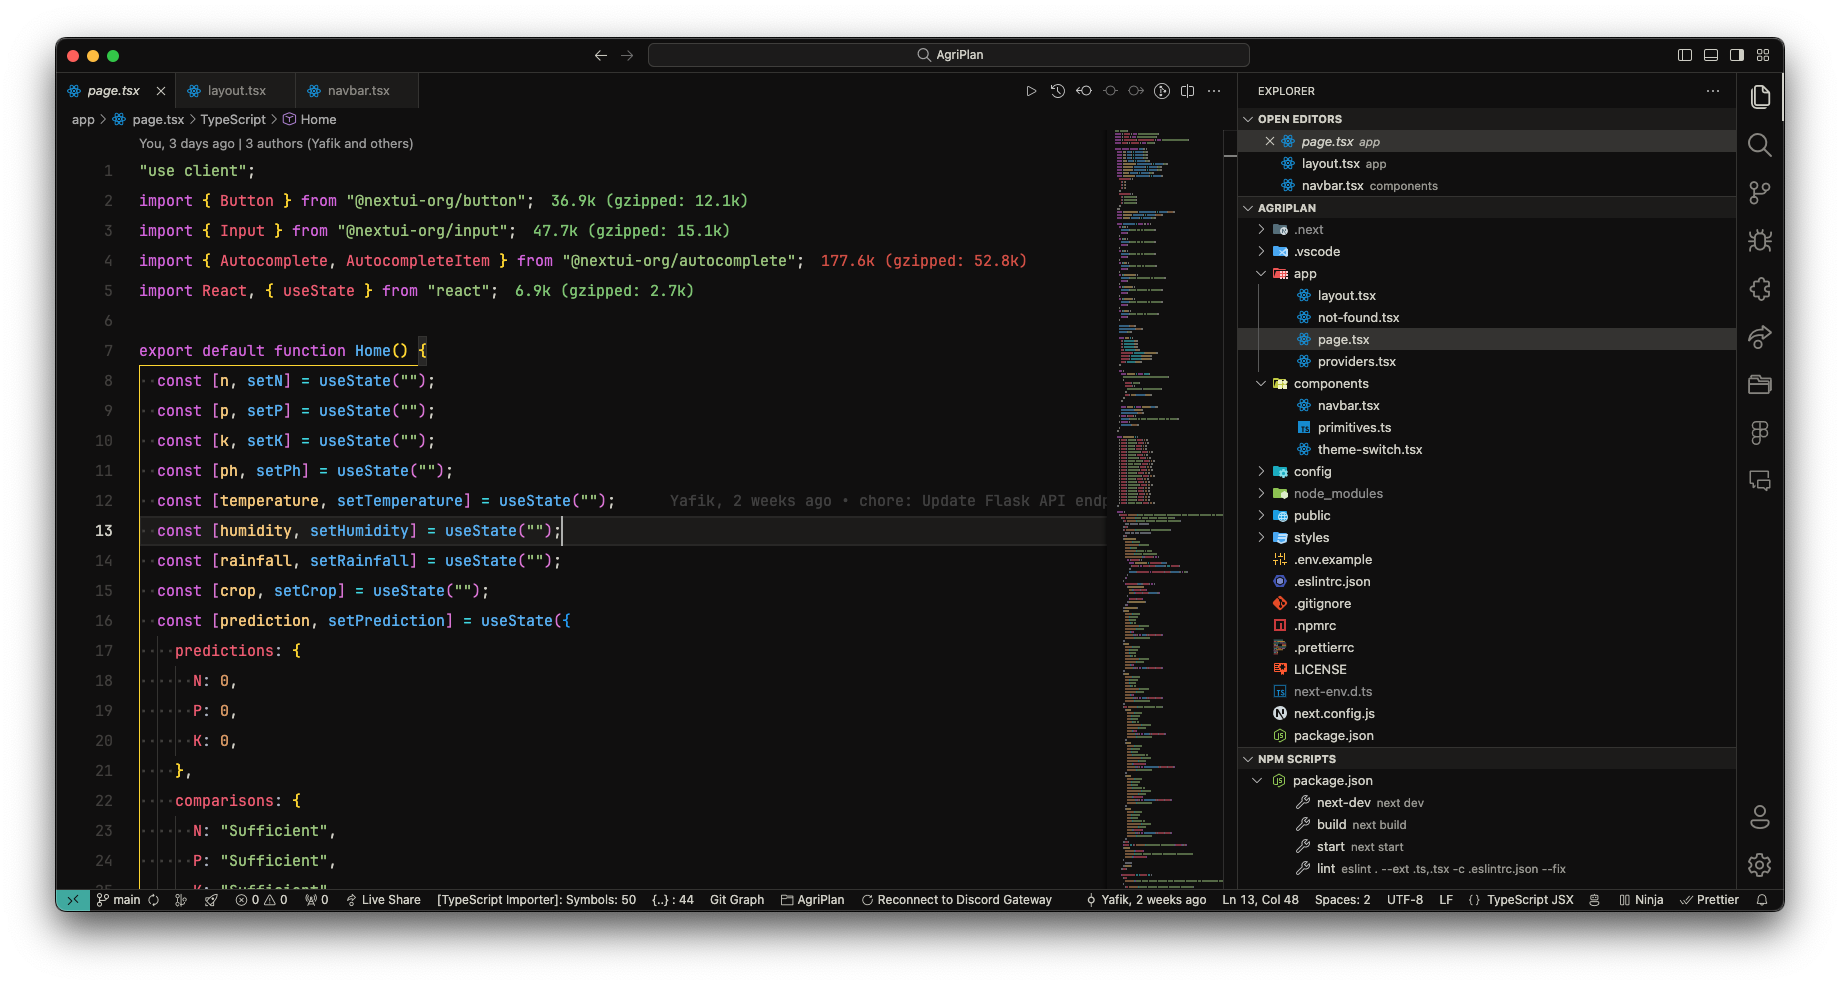 AgriPlan
page.tsx
layout.tsx
navbar.tsx
app > page.tsx > TypeScript > Home
You, 3 days ago | 3 authors (Yafik and others)
1 "use client";
2 import { Button } from "@nextui-org/button"; 36.9k (gzipped: 12.1k)
3 import { Input } from "@nextui-org/input"; 47.7k (gzipped: 15.1k)
4 import { Autocomplete, AutocompleteItem } from "@nextui-org/autocomplete"; 177.6k (gzipped: 52.8k)
5 import React, { useState } from "react"; 6.9k (gzipped: 2.7k)
6
7 export default function Home() {
8 const [n, setN] = useState("");
9 const [p, setP] = useState("");
10 const [k, setK] = useState("");
11 const [ph, setPh] = useState("");
12 const [temperature, setTemperature] = useState(""); Yafik, 2 weeks ago • chore: Update Flask API endp
13 const [humidity, setHumidity] = useState("");
14 const [rainfall, setRainfall] = useState("");
15 const [crop, setCrop] = useState("");
16 const [prediction, setPrediction] = useState({
17 predictions: {
18 N: 0,
19 P: 0,
20 K: 0,
21 },
22 comparisons: {
23 N: "Sufficient",
24 P: "Sufficient",
25 K: "Sufficient"
EXPLORER
OPEN EDITORS
page.tsx app
layout.tsx app
navbar.tsx components
AGRIPLAN
.next
.vscode
app
layout.tsx
not-found.tsx
page.tsx
providers.tsx
components
navbar.tsx
primitives.ts
theme-switch.tsx
config
node_modules
public
styles
.env.example
.eslintrc.json
.gitignore
.npmrc
.prettierrc
LICENSE
next-env.d.ts
next.config.js
package.json
NPM SCRIPTS
package.json
next-dev next dev
build next build
start next start
lint eslint . --ext .ts,.tsx -c .eslintrc.json --fix
main 0 0 0 Live Share [TypeScript Importer]: Symbols: 50 {..} : 44 Git Graph AgriPlan Reconnect to Discord Gateway Yafik, 2 weeks ago Ln 13, Col 48 Spaces: 2 UTF-8 LF {} TypeScript JSX Ninja Prettier